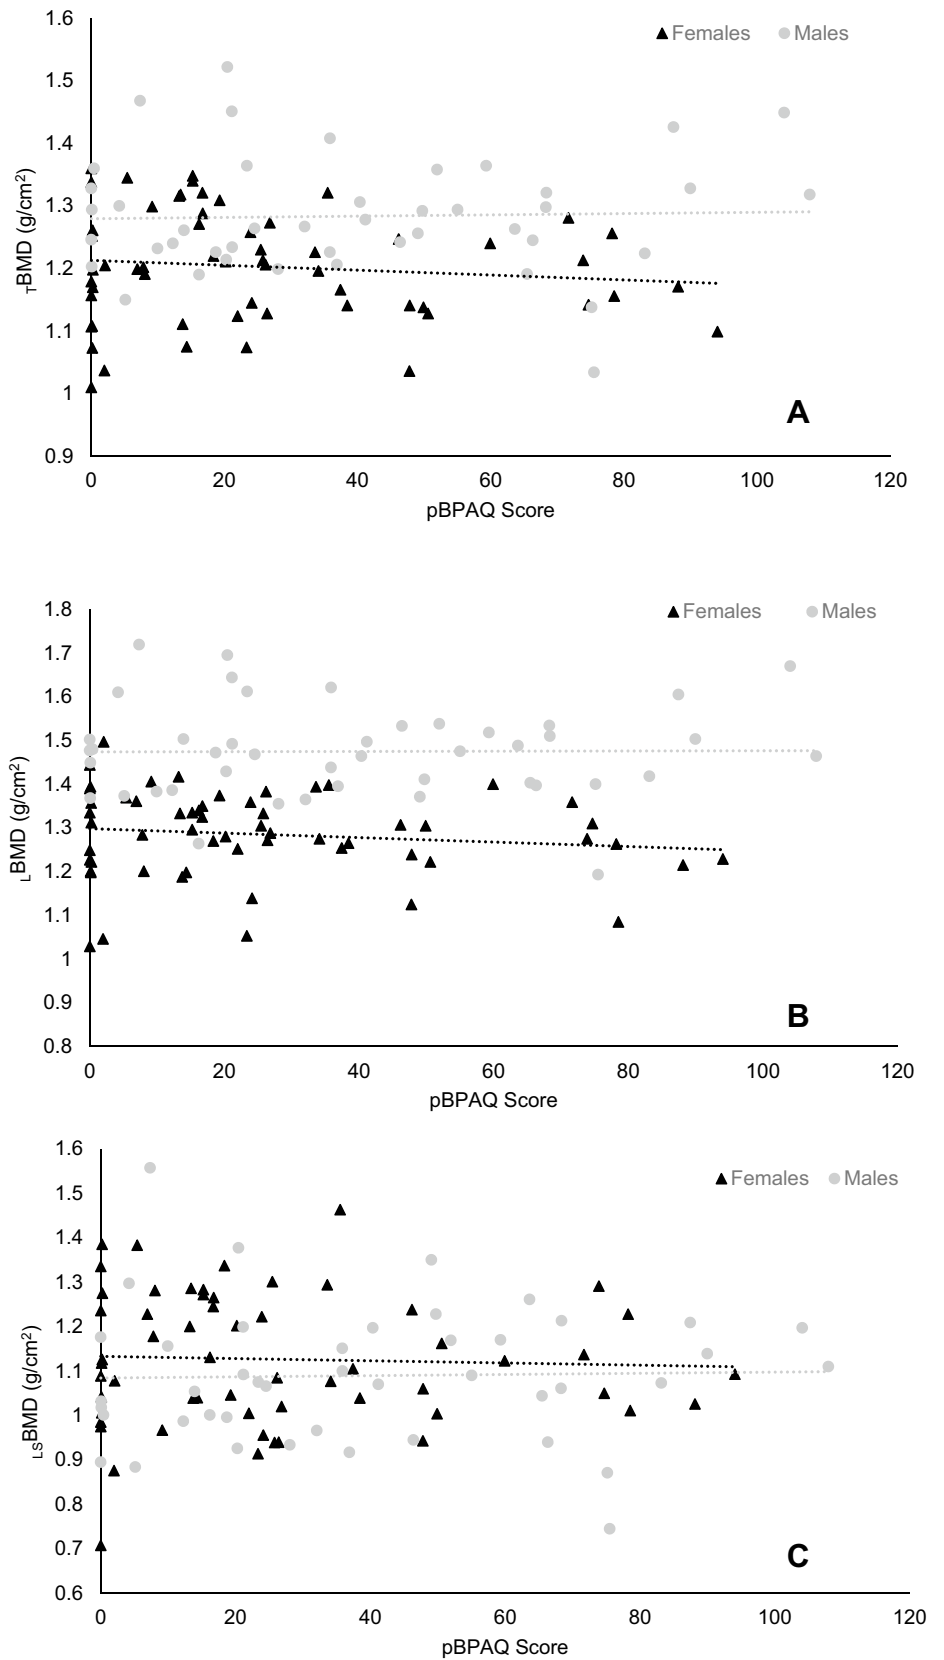 1.6
Females Males
1.5
1.4
1.3
1.2
1.1
1
0.9
TBMD (g/cm2)
A
0 20 40 60 80 100 120
pBPAQ Score
1.8
Females Males
1.7
1.6
1.5
1.4
1.3
1.2
1.1
1
0.9
0.8
LBMD (g/cm2)
B
0 20 40 60 80 100 120
pBPAQ Score
1.6
Females Males
1.5
1.4
1.3
1.2
1.1
1
0.9
0.8
0.7
0.6
LSBMD (g/cm2)
C
0 20 40 60 80 100 120
pBPAQ Score